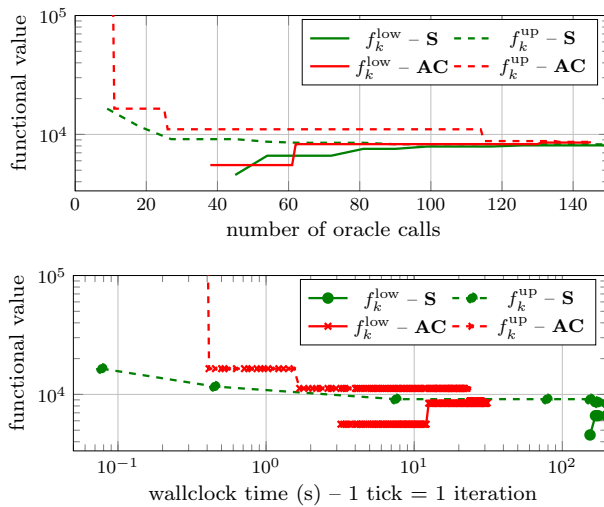 10^5
10^4
functional value
f_k^low – S
f_k^up – S
f_k^low – AC
f_k^up – AC
0 20 40 60 80 100 120 140
number of oracle calls
10^5
10^4
functional value
f_k^low – S
f_k^up – S
f_k^low – AC
f_k^up – AC
10^−1 10^0 10^1 10^2
wallclock time (s) – 1 tick = 1 iteration